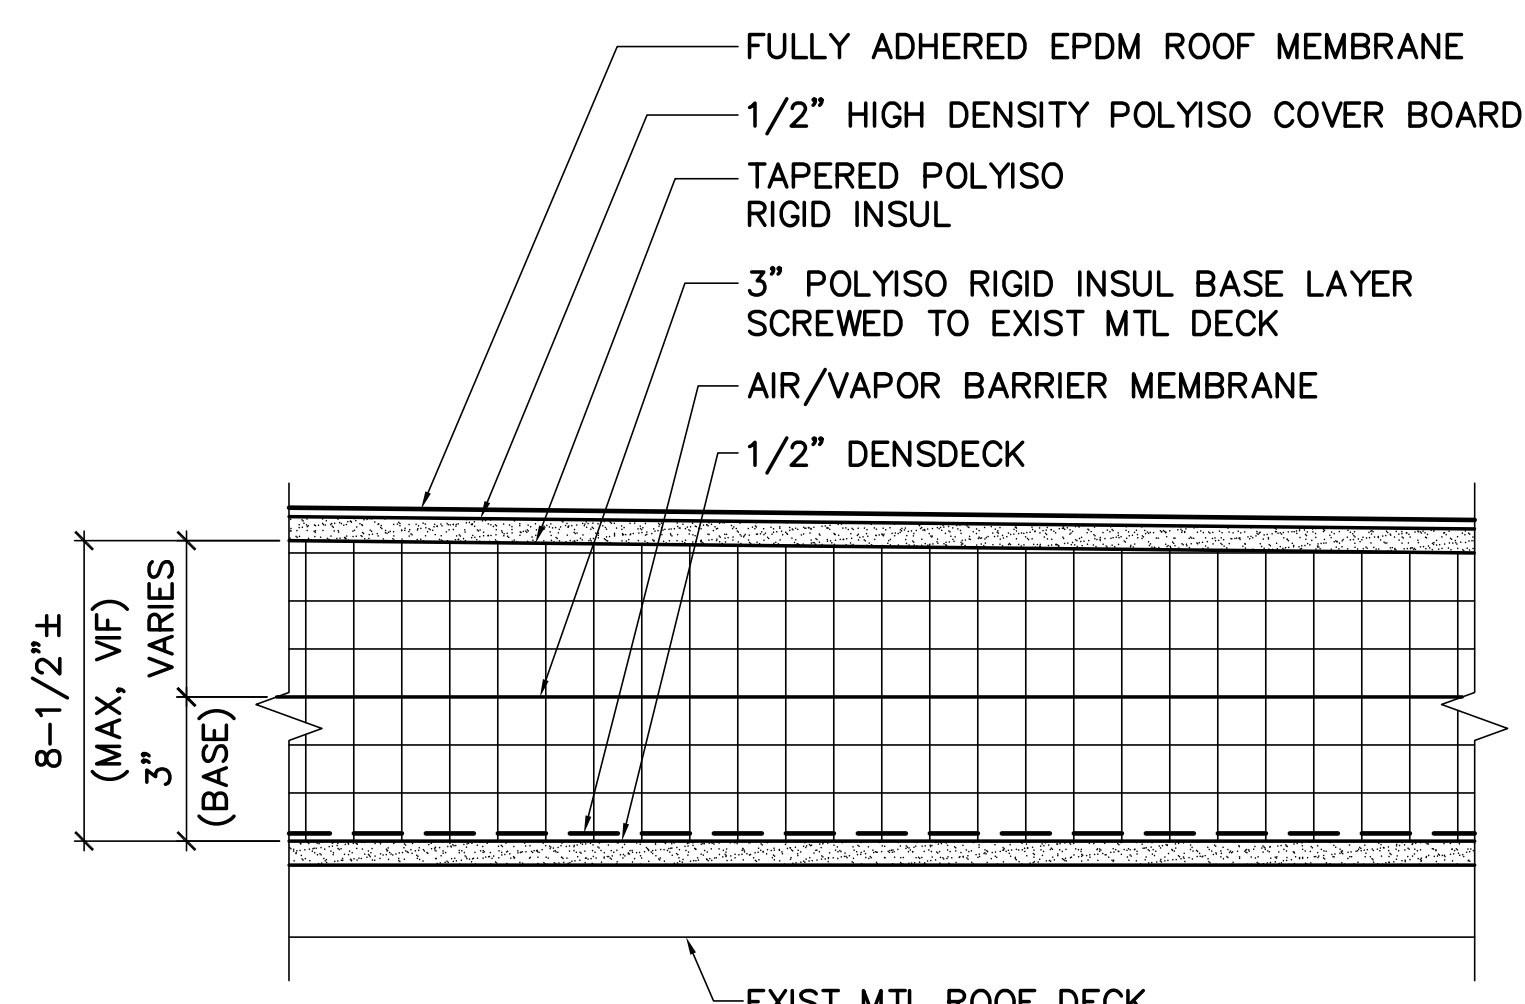 FULLY ADHERED EPDM ROOF MEMBRANE
1/2" HIGH DENSITY POLYISO COVER BOARD
TAPERED POLYISO
RIGID INSUL
3" POLYISO RIGID INSUL BASE LAYER
SCREWED TO EXIST MTL DECK
AIR/VAPOR BARRIER MEMBRANE
1/2" DENSDECK
8-1/2"±
(MAX, VIF)
VARIES
3"
(BASE)
EXIST MTL ROOF DECK